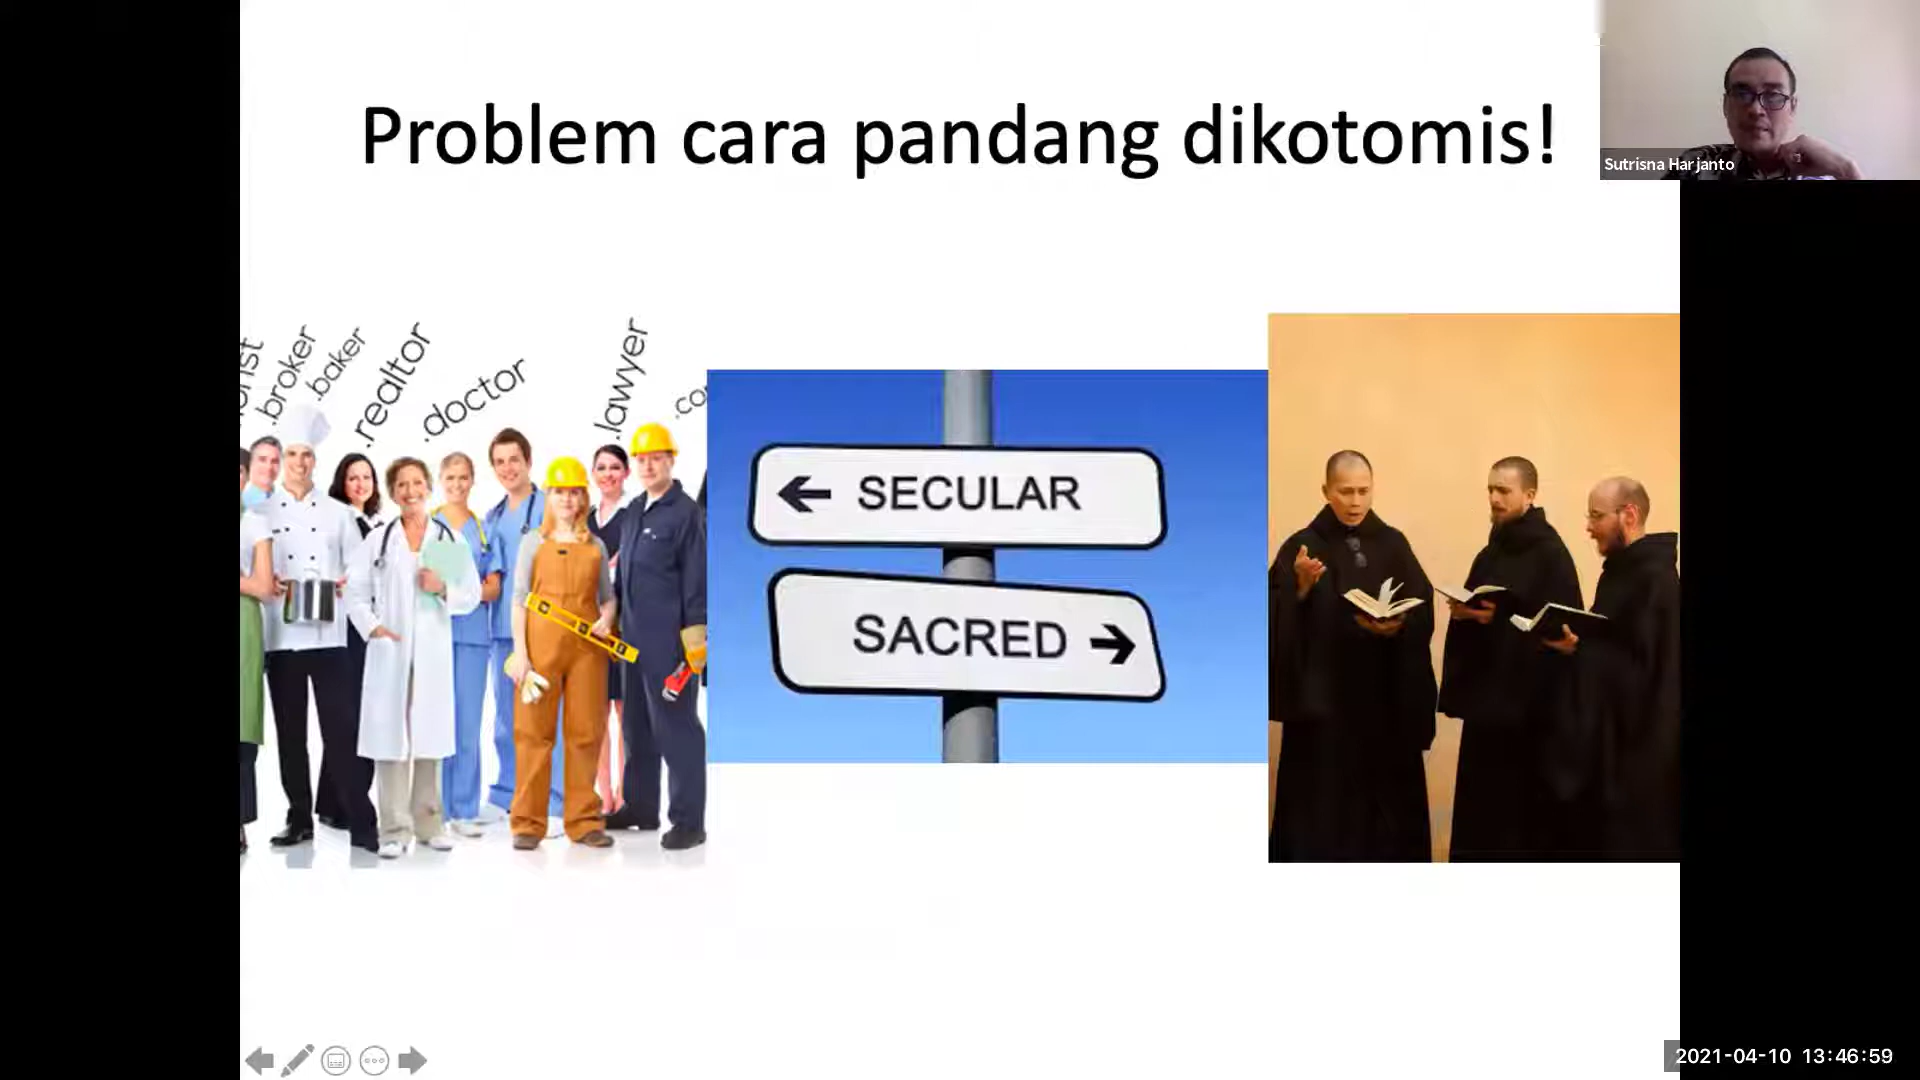 Problem cara pandang dikotomis!
Sutrisna Harjanto
.broker
.baker
.realtor
.doctor
.lawyer
SECULAR
SACRED
2021-04-10 13:46:59